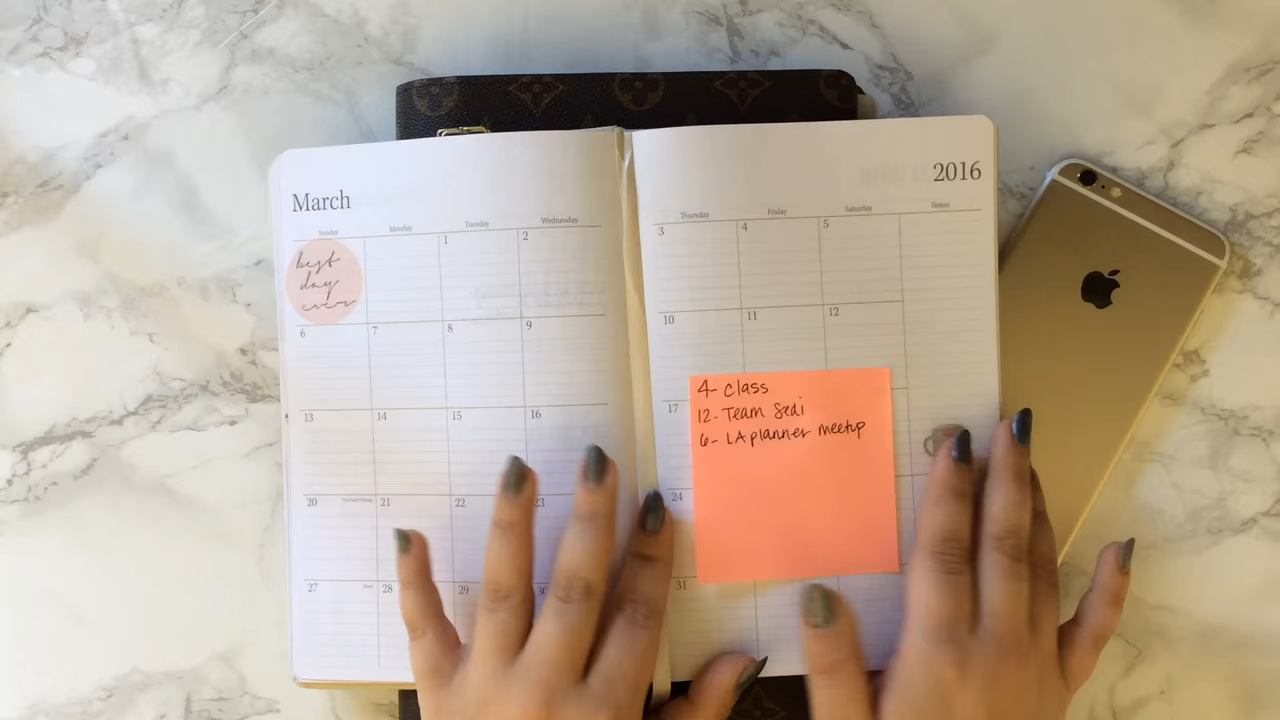 March
2016
Sunday Monday Tuesday Wednesday
Thursday Friday Saturday Notes
best
day
ever
1 2
3 4 5
6 7 8 9
10 11 12
13 14 15 16
17
20 21 22 23
24
27 28 29 30
31
4- class
12- Team Sedi
6- LA planner meetup